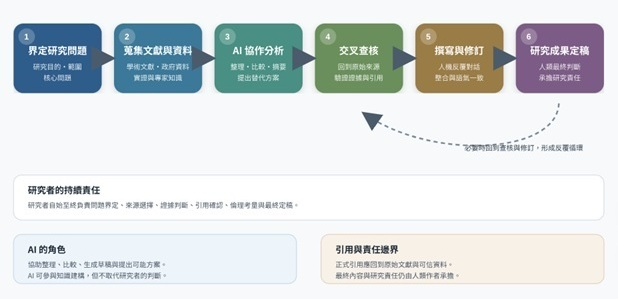 1
界定研究問題
研究目的・範圍
核心問題
2
蒐集文獻與資料
學術文獻・政府資料
實證與專家知識
3
AI 協作分析
整理・比較・摘要
提出替代方案
4
交叉查核
回到原始來源
驗證證據與引用
5
撰寫與修訂
人機反覆對話
整合與語氣一致
6
研究成果定稿
人類最終判斷
承擔研究責任
必要時回到查核與修訂，形成反覆循環
研究者的持續責任
研究者自始至終負責問題界定、來源選擇、證據判斷、引用確認、倫理考量與最終定稿。
AI 的角色
協助整理、比較、生成草稿與提出可能方案。
AI 可參與知識建構，但不取代研究者的判斷。
引用與責任邊界
正式引用應回到原始文獻與可信資料。
最終內容與研究責任仍由人類作者承擔。